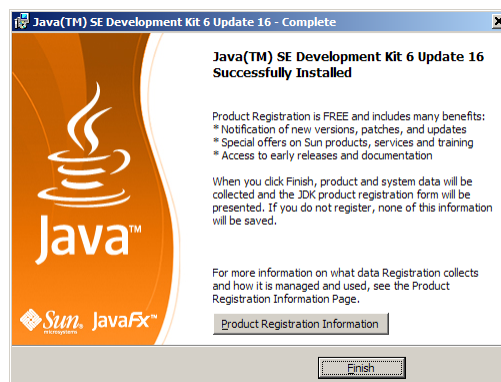 Java(TM) SE Development Kit 6 Update 16 - Complete
Java(TM) SE Development Kit 6 Update 16
Successfully Installed
Product Registration is FREE and includes many benefits:
* Notification of new versions, patches, and updates
* Special offers on Sun products, services and training
* Access to early releases and documentation
When you click Finish, product and system data will be
collected and the JDK product registration form will be
presented. If you do not register, none of this information
will be saved.
For more information on what data Registration collects
and how it is managed and used, see the Product
Registration Information Page.
Product Registration Information
Java™
Sun
microsystems
JavaFX™
Finish